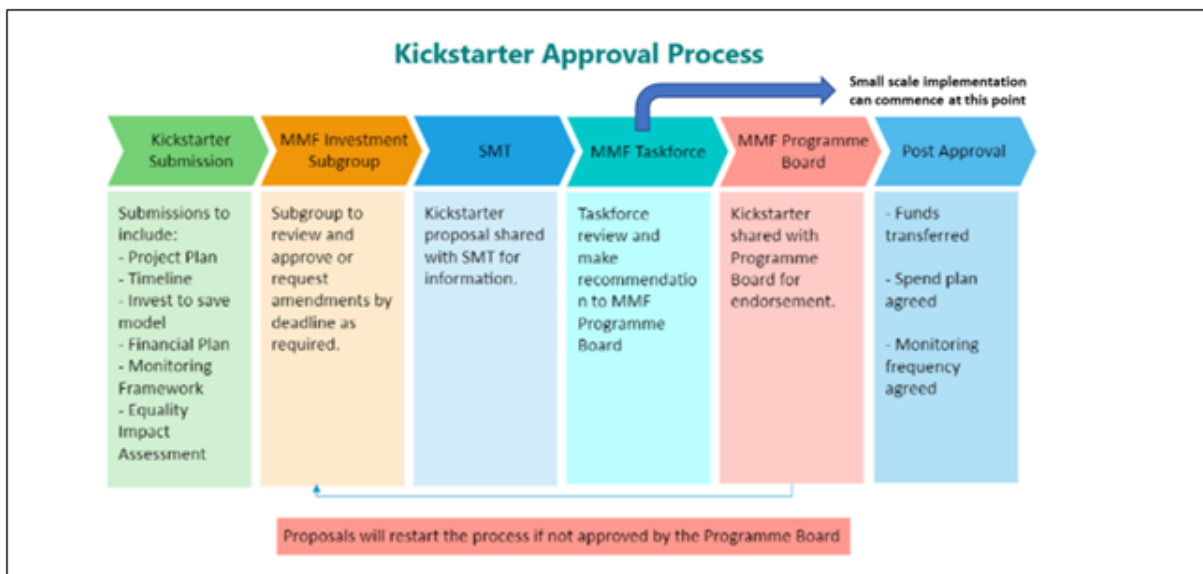 Kickstarter Approval Process
Small scale implementation
can commence at this point
Kickstarter
Submission
MMF Investment
Subgroup
SMT
MMF Taskforce
MMF Programme
Board
Post Approval
Submissions to
include:
- Project Plan
- Timeline
- Invest to save
model
- Financial Plan
- Monitoring
Framework
- Equality
Impact
Assessment
Subgroup to
review and
approve or
request
amendments by
deadline as
required.
Kickstarter
proposal shared
with SMT for
information.
Taskforce
review and
make
recommendatio
n to MMF
Programme
Board
Kickstarter
shared with
Programme
Board for
endorsement.
- Funds
transferred
- Spend plan
agreed
- Monitoring
frequency
agreed
Proposals will restart the process if not approved by the Programme Board